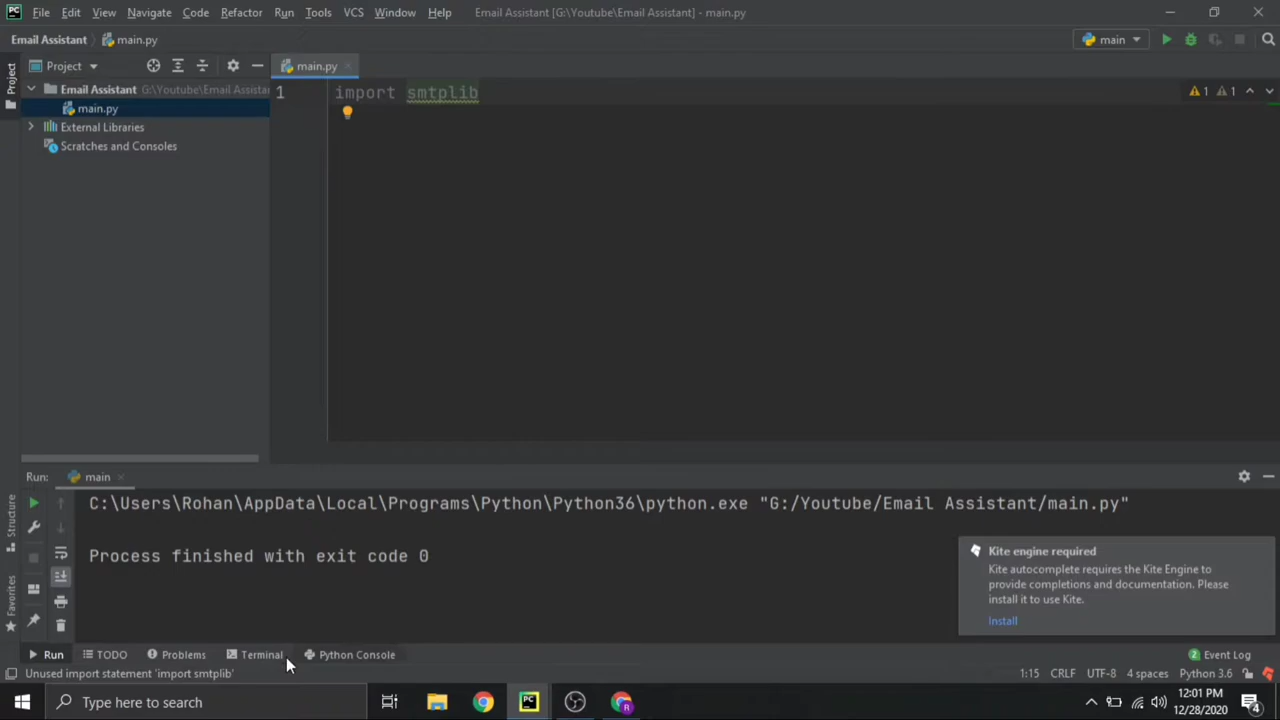 File Edit View Navigate Code Refactor Run Tools VCS Window Help Email Assistant [G:\Youtube\Email Assistant] - main.py
Email Assistant main.py main
Project main.py
Project
Email Assistant G:\Youtube\Email Assistan
main.py
External Libraries
Scratches and Consoles
1 import smtplib
1 1
Run: main
C:\Users\Rohan\AppData\Local\Programs\Python\Python36\python.exe "G:/Youtube/Email Assistant/main.py"
Process finished with exit code 0
Structure
Favorites
Kite engine required
Kite autocomplete requires the Kite Engine to
provide completions and documentation. Please
install it to use Kite.
Install
Run TODO Problems Terminal Python Console 2 Event Log
Unused import statement 'import smtplib' 1:15 CRLF UTF-8 4 spaces Python 3.6
Type here to search
PC
R
12:01 PM
12/28/2020
4